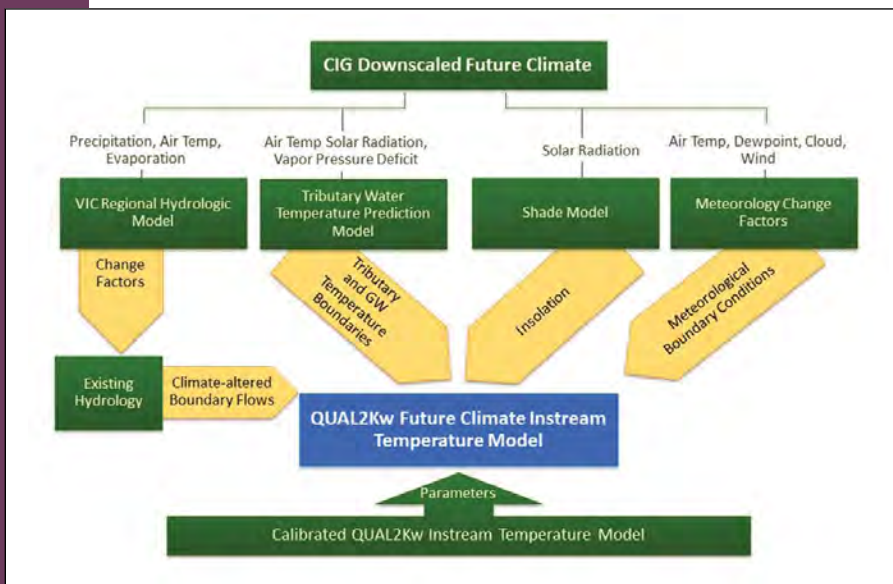 CIG Downscaled Future Climate
Precipitation, Air Temp,
Evaporation
Air Temp Solar Radiation,
Vapor Pressure Deficit
Solar Radiation
Air Temp, Dewpoint, Cloud,
Wind
VIC Regional Hydrologic
Model
Tributary Water
Temperature Prediction
Model
Shade Model
Meteorology Change
Factors
Change
Factors
Tributary
and GW
Temperature
Boundaries
Insolation
Meteorological
Boundary Conditions
Existing
Hydrology
Climate-altered
Boundary Flows
QUAL2Kw Future Climate Instream
Temperature Model
Parameters
Calibrated QUAL2Kw Instream Temperature Model